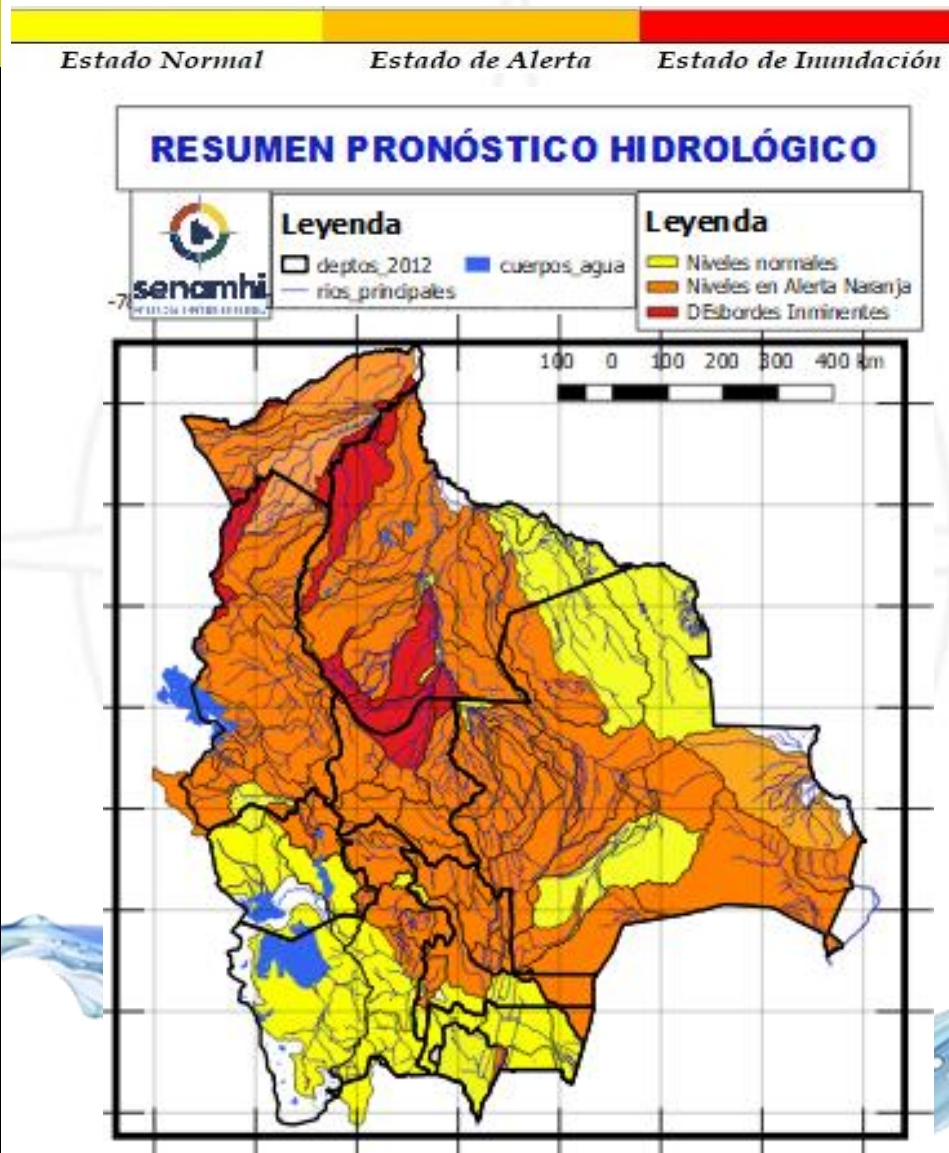 Estado Normal Estado de Alerta Estado de Inundación
RESUMEN PRONÓSTICO HIDROLÓGICO
senamhi
Leyenda
deptos_2012 cuerpos_agua
rios_principales
Leyenda
Niveles normales
Niveles en Alerta Naranja
DEsbordes Inminentes
100 0 100 200 300 400 km